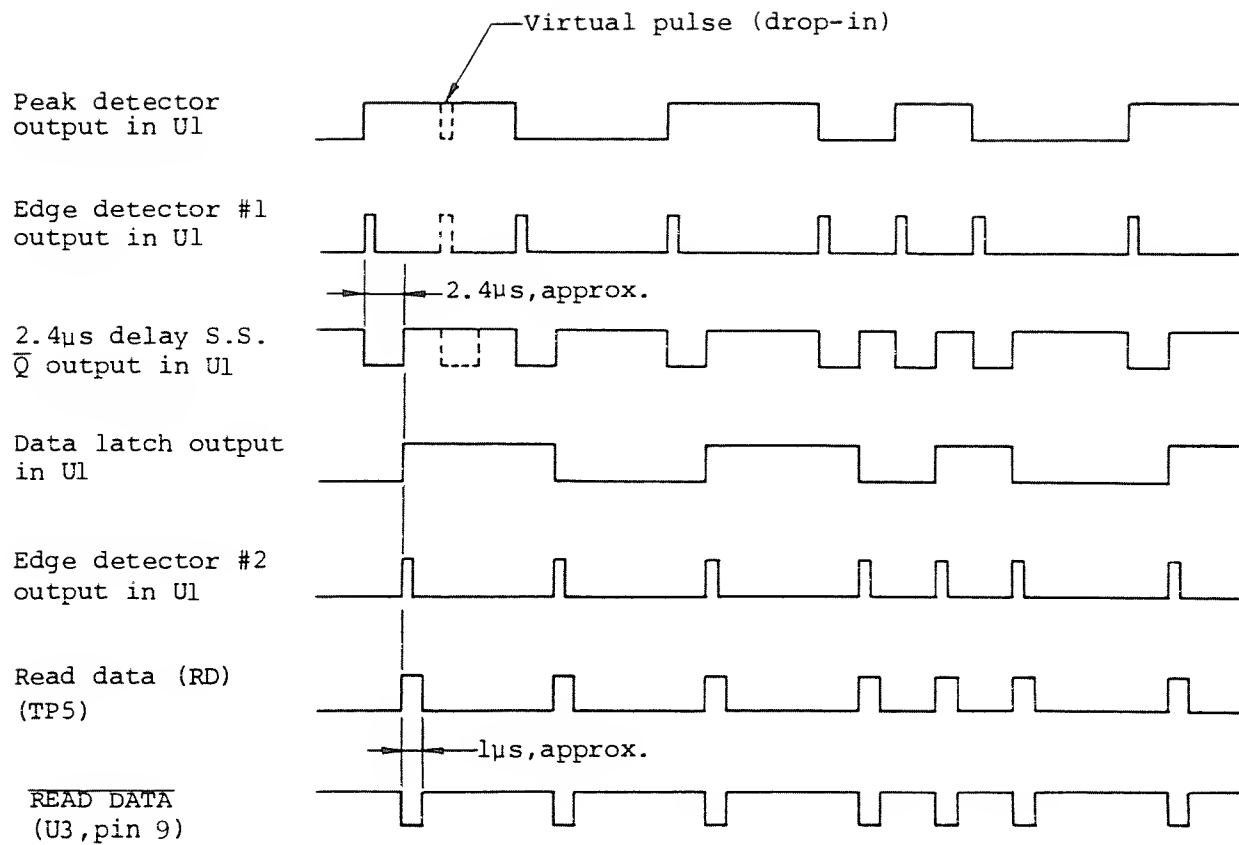 Virtual pulse (drop-in)
Peak detector
output in U1
Edge detector #1
output in U1
2.4μs,approx.
2.4μs delay S.S.
Q̅ output in U1
Data latch output
in U1
Edge detector #2
output in U1
Read data (RD)
(TP5)
1μs,approx.
READ DATA
(U3,pin 9)